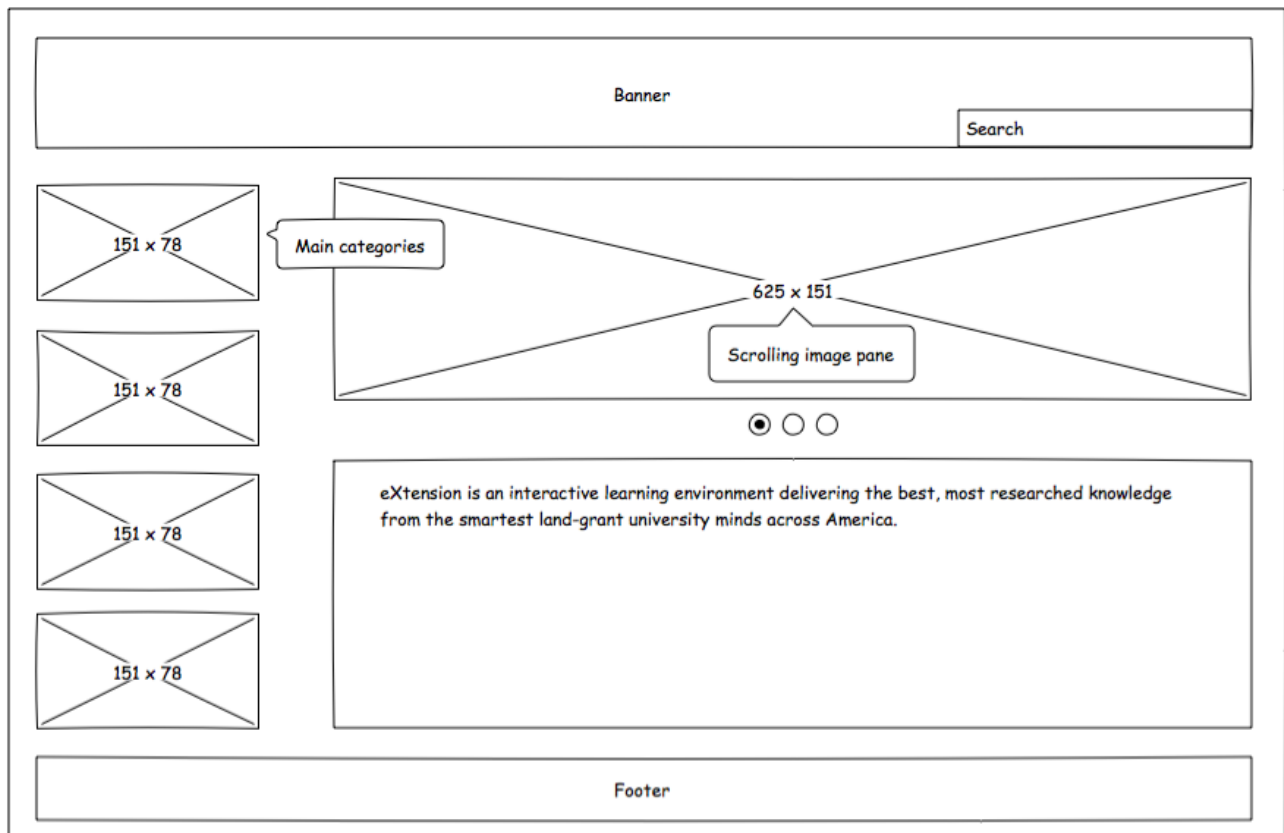 Banner
Search
151 x 78
Main categories
625 x 151
Scrolling image pane
151 x 78
eXtension is an interactive learning environment delivering the best, most researched knowledge
from the smartest land-grant university minds across America.
151 x 78
151 x 78
Footer